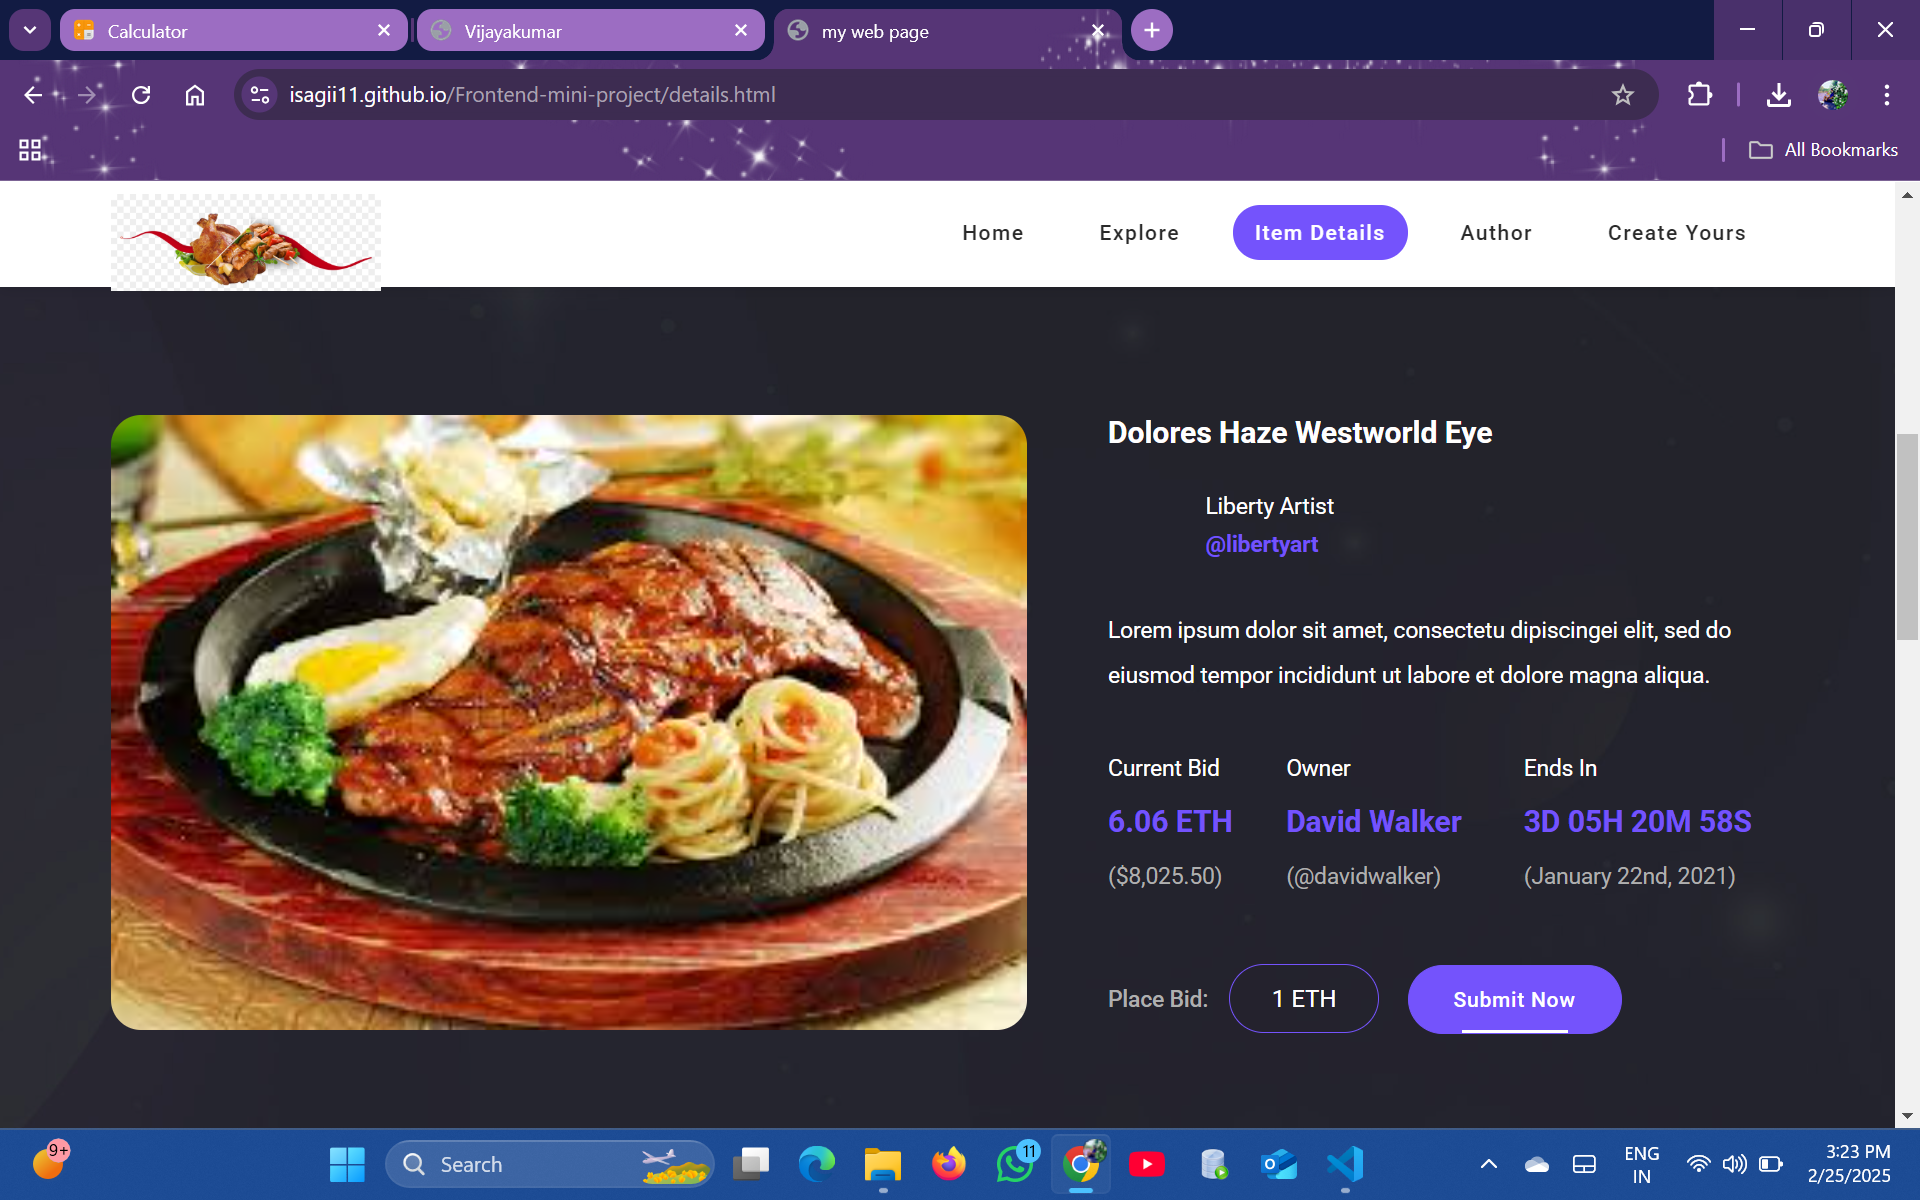 Calculator
Vijayakumar
my web page
isagii11.github.io/Frontend-mini-project/details.html
All Bookmarks
Home
Explore
Item Details
Author
Create Yours
Dolores Haze Westworld Eye
Liberty Artist
@libertyart
Lorem ipsum dolor sit amet, consectetu dipiscingei elit, sed do
eiusmod tempor incididunt ut labore et dolore magna aliqua.
Current Bid
Owner
Ends In
6.06 ETH
David Walker
3D 05H 20M 58S
($8,025.50)
(@davidwalker)
(January 22nd, 2021)
Place Bid:
1 ETH
Submit Now
9+
Search
11
ENG
IN
3:23 PM
2/25/2025